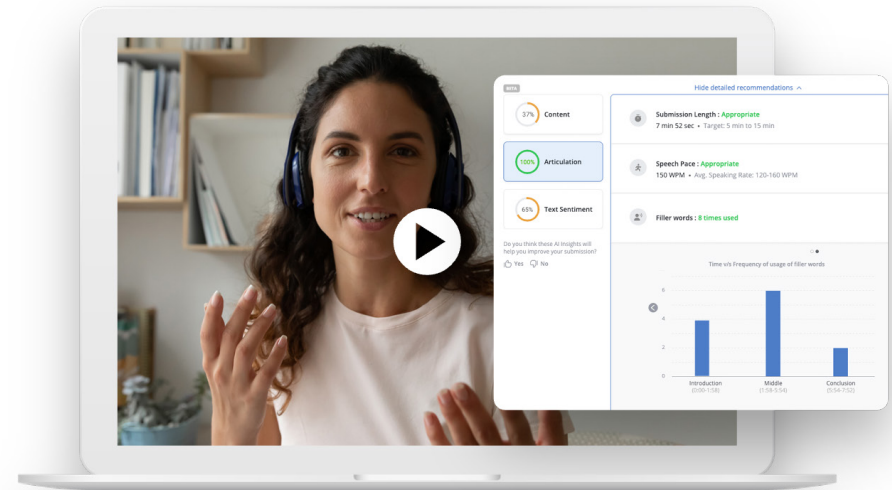 BETA
Hide detailed recommendations
37% Content
100% Articulation
65% Text Sentiment
Do you think these AI insights will
help you improve your submission?
Yes No
Submission Length : Appropriate
7 min 52 sec • Target: 5 min to 15 min
Speech Pace : Appropriate
150 WPM • Avg. Speaking Rate: 120-160 WPM
Filler words : 8 times used
Time v/s Frequency of usage of filler words
6
4
2
0
Introduction Middle Conclusion
(0:00-1:58) (1:58-5:54) (5:54-7:52)